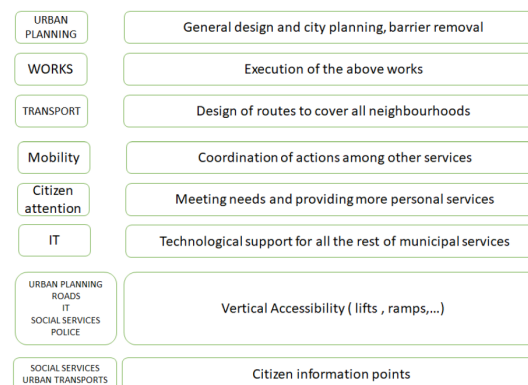 URBAN
PLANNING
General design and city planning, barrier removal
WORKS
Execution of the above works
TRANSPORT
Design of routes to cover all neighbourhoods
Mobility
Coordination of actions among other services
Citizen
attention
Meeting needs and providing more personal services
IT
Technological support for all the rest of municipal services
URBAN PLANNING
ROADS
IT
SOCIAL SERVICES
POLICE
Vertical Accessibility ( lifts , ramps,...)
SOCIAL SERVICES
URBAN TRANSPORTS
Citizen information points